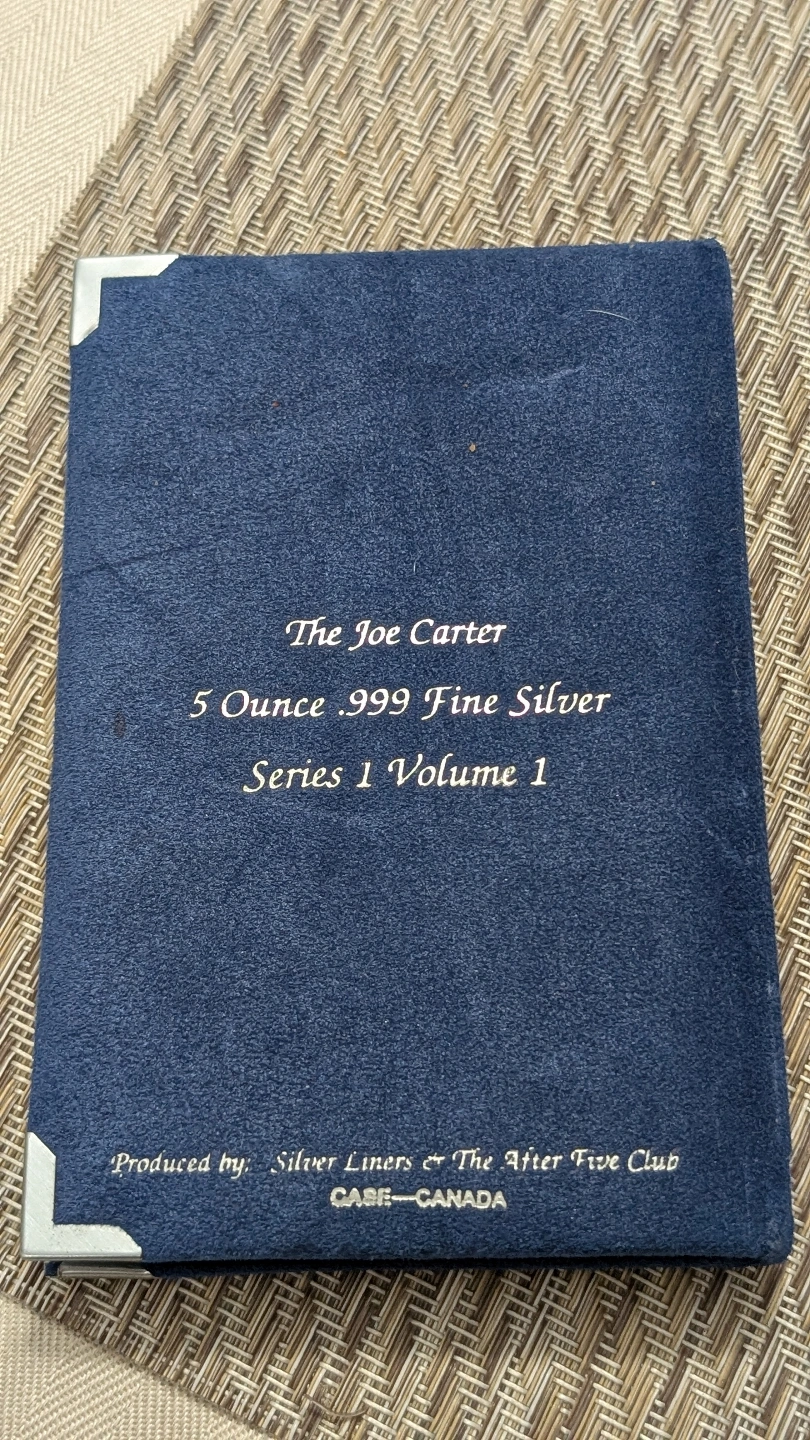 The Joe Carter
5 Ounce .999 Fine Silver
Series 1 Volume 1
Produced by: Silver Liners & The After Five Club
CASE—CANADA